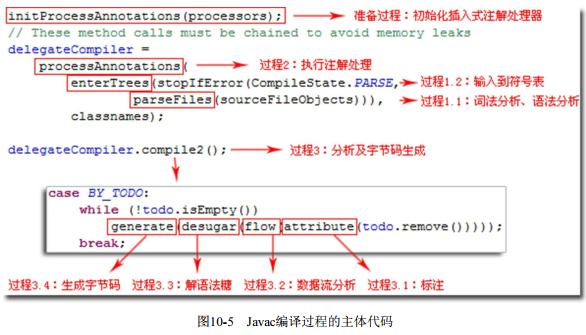 initProcessAnnotations(processors); 准备过程：初始化插入式注解处理器
// These method calls must be chained to avoid memory leaks
delegateCompiler =
processAnnotations( 过程2：执行注解处理
enterTrees(stopIfError(CompileState.PARSE, 过程1.2：输入到符号表
parseFiles(sourceFileObjects))), 过程1.1：词法分析、语法分析
classnames);
delegateCompiler.compile2(); 过程3：分析及字节码生成
case BY_TODO:
while (!todo.isEmpty())
generate(desugar(flow(attribute(todo.remove()))));
break;
过程3.4：生成字节码 过程3.3：解语法糖 过程3.2：数据流分析 过程3.1：标注
图10-5 Javac编译过程的主体代码